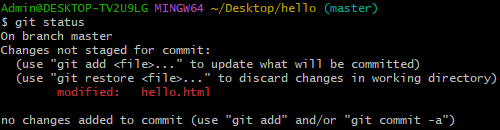 Admin@DESKTOP-TV2U9LG MINGW64 ~/Desktop/hello (master)
$ git status
On branch master
Changes not staged for commit:
  (use "git add <file>..." to update what will be committed)
  (use "git restore <file>..." to discard changes in working directory)
        modified:   hello.html

no changes added to commit (use "git add" and/or "git commit -a")